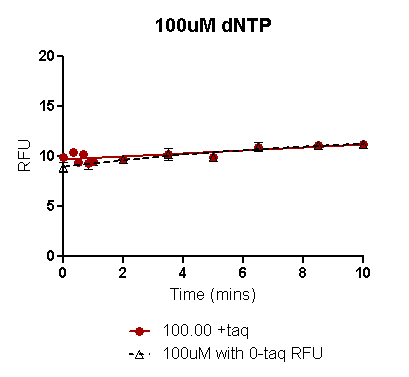 100uM dNTP
20
15
10
5
0
RFU
0 2 4 6 8 10
Time (mins)
100.00 +taq
100uM with 0-taq RFU